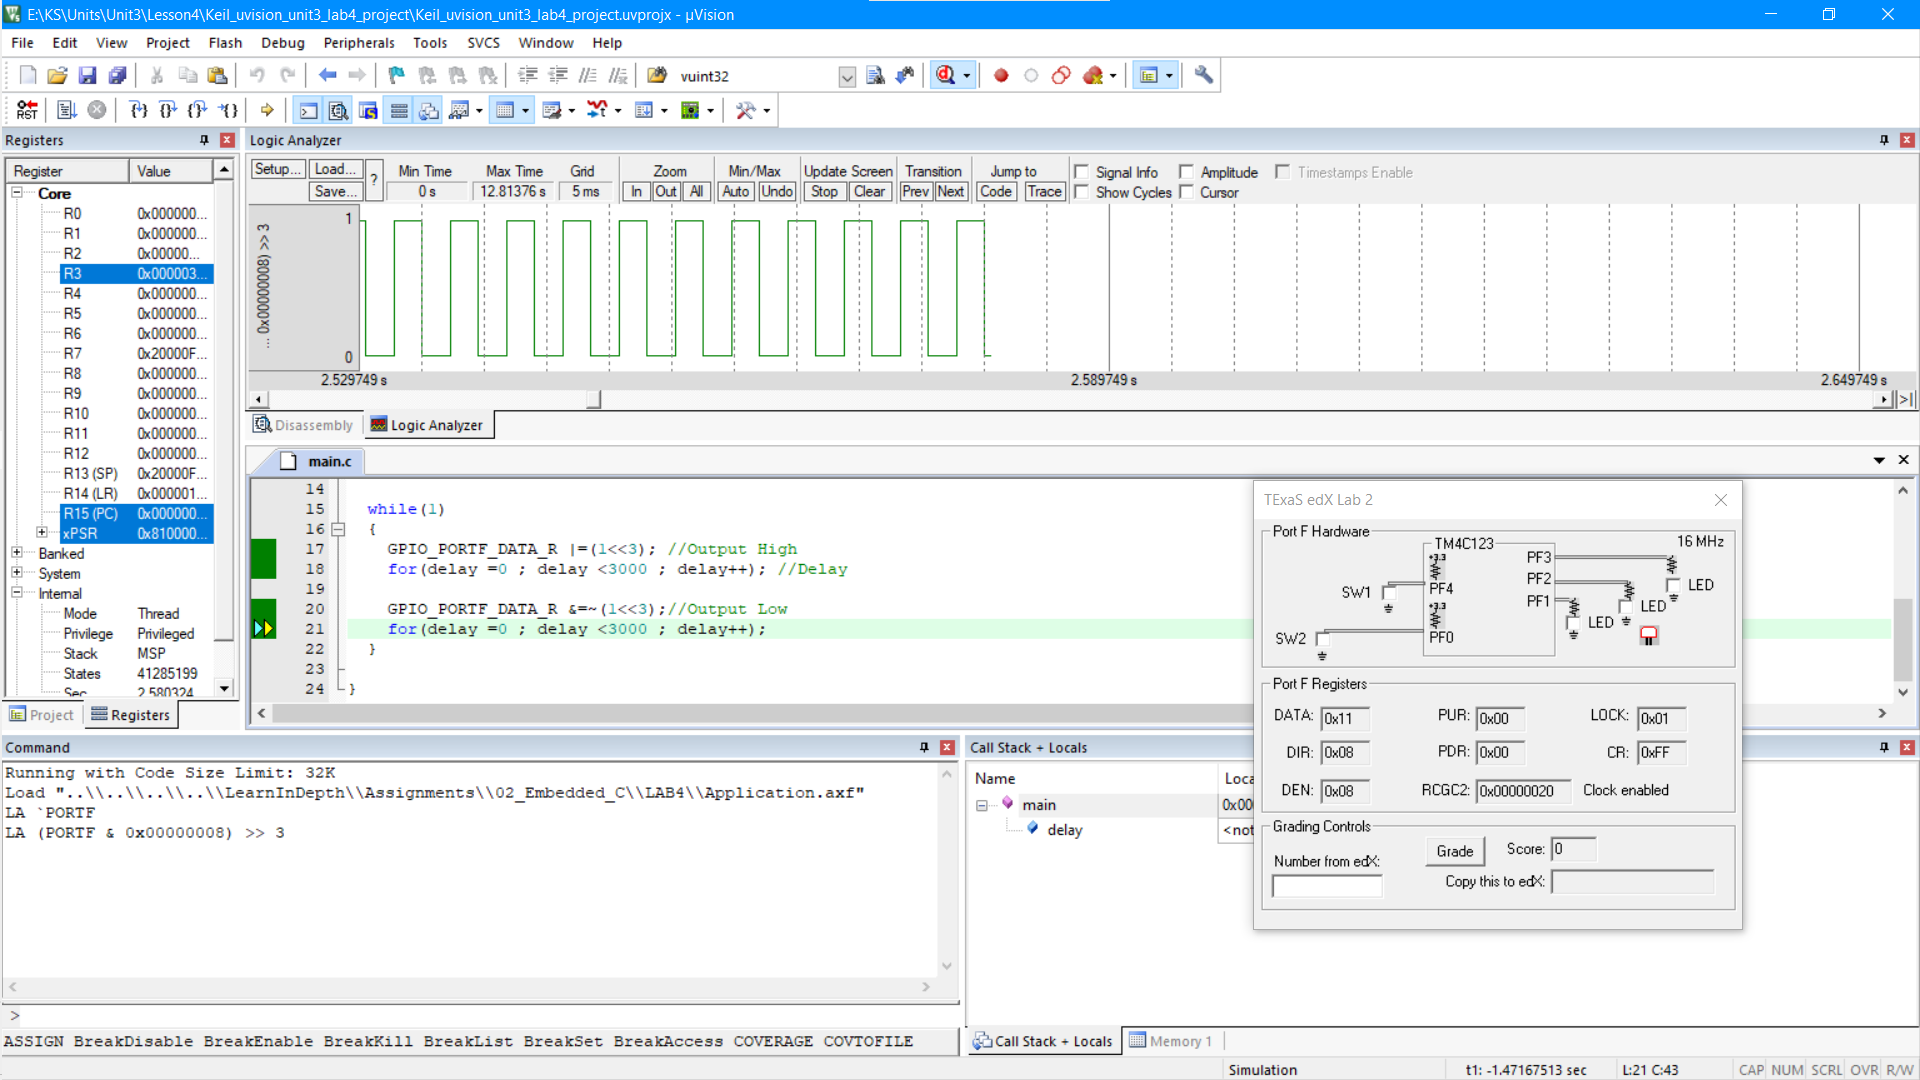 E:\KS\Units\Unit3\Lesson4\Keil_uvision_unit3_lab4_project\Keil_uvision_unit3_lab4_project.uvprojx - µVision
File Edit View Project Flash Debug Peripherals Tools SVCS Window Help
vuint32
RST
Registers
Register Value
Core
R0 0x000000...
R1 0x000000...
R2 0x00000...
R3 0x000003...
R4 0x000000...
R5 0x000000...
R6 0x000000...
R7 0x20000F...
R8 0x000000...
R9 0x000000...
R10 0x000000...
R11 0x000000...
R12 0x000000...
R13 (SP) 0x20000F...
R14 (LR) 0x000001...
R15 (PC) 0x000000...
xPSR 0x810000...
Banked
System
Internal
Mode Thread
Privilege Privileged
Stack MSP
States 41285199
Sec 2.580324
Project Registers
Logic Analyzer
Setup... Load... Save... ?
Min Time Max Time Grid Zoom Min/Max Update Screen Transition Jump to
0 s 12.81376 s 5 ms In Out All Auto Undo Stop Clear Prev Next Code Trace
Signal Info Amplitude Timestamps Enable
Show Cycles Cursor
1
... 0x00000008) >> 3
0
2.529749 s 2.589749 s 2.649749 s
Disassembly Logic Analyzer
main.c
14
15 while(1)
16 {
17 GPIO_PORTF_DATA_R |=(1<<3); //Output High
18 for(delay =0 ; delay <3000 ; delay++); //Delay
19
20 GPIO_PORTF_DATA_R &=~(1<<3);//Output Low
21 for(delay =0 ; delay <3000 ; delay++);
22 }
23
24 }
TExaS edX Lab 2
Port F Hardware
TM4C123 16 MHz
+3.3 PF3
SW1 PF4 PF2 LED
+3.3 PF1 LED
SW2 PF0 LED
Port F Registers
DATA: 0x11 PUR: 0x00 LOCK: 0x01
DIR: 0x08 PDR: 0x00 CR: 0xFF
DEN: 0x08 RCGC2: 0x00000020 Clock enabled
Grading Controls
Number from edX: Grade Score: 0
Copy this to edX:
Command
Running with Code Size Limit: 32K
Load "..\\..\\..\\..\\LearnInDepth\\Assignments\\02_Embedded_C\\LAB4\\Application.axf"
LA `PORTF
LA (PORTF & 0x00000008) >> 3
>
ASSIGN BreakDisable BreakEnable BreakKill BreakList BreakSet BreakAccess COVERAGE COVTOFILE
Call Stack + Locals
Name Loca
main 0x00
delay <not
Call Stack + Locals Memory 1
Simulation t1: -1.47167513 sec L:21 C:43 CAP NUM SCRL OVR R/W